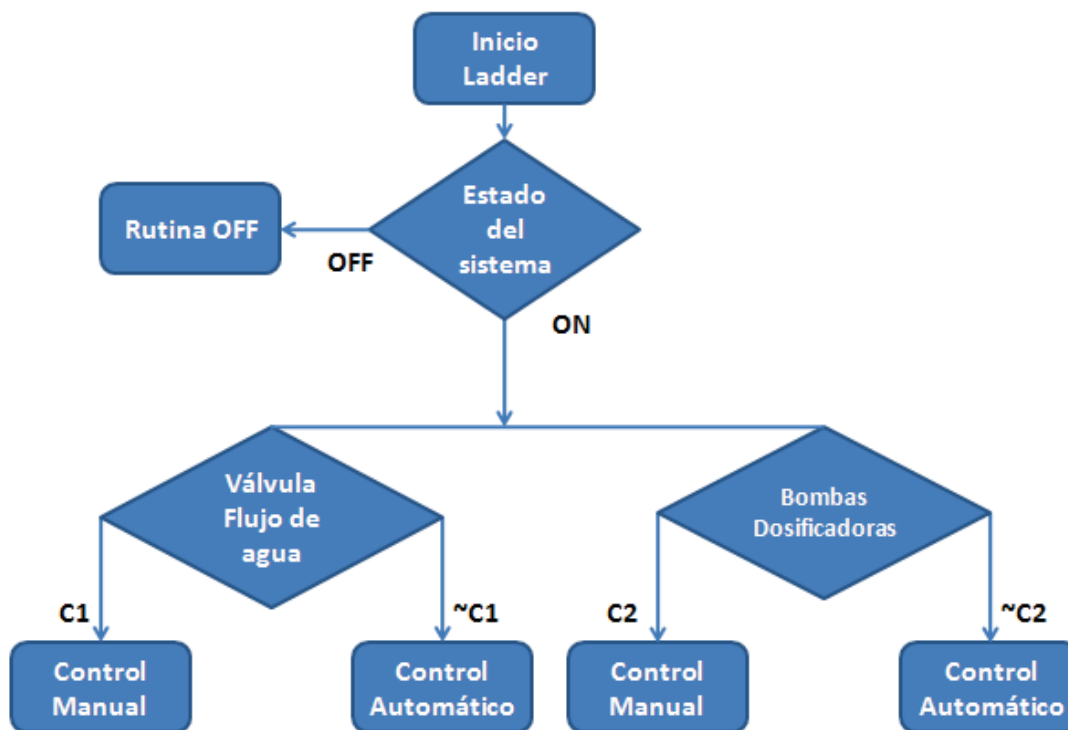 Inicio
Ladder
Estado
del
sistema
Rutina OFF
OFF
ON
Válvula
Flujo de
agua
Bombas
Dosificadoras
C1
~C1
C2
~C2
Control
Manual
Control
Automático
Control
Manual
Control
Automático